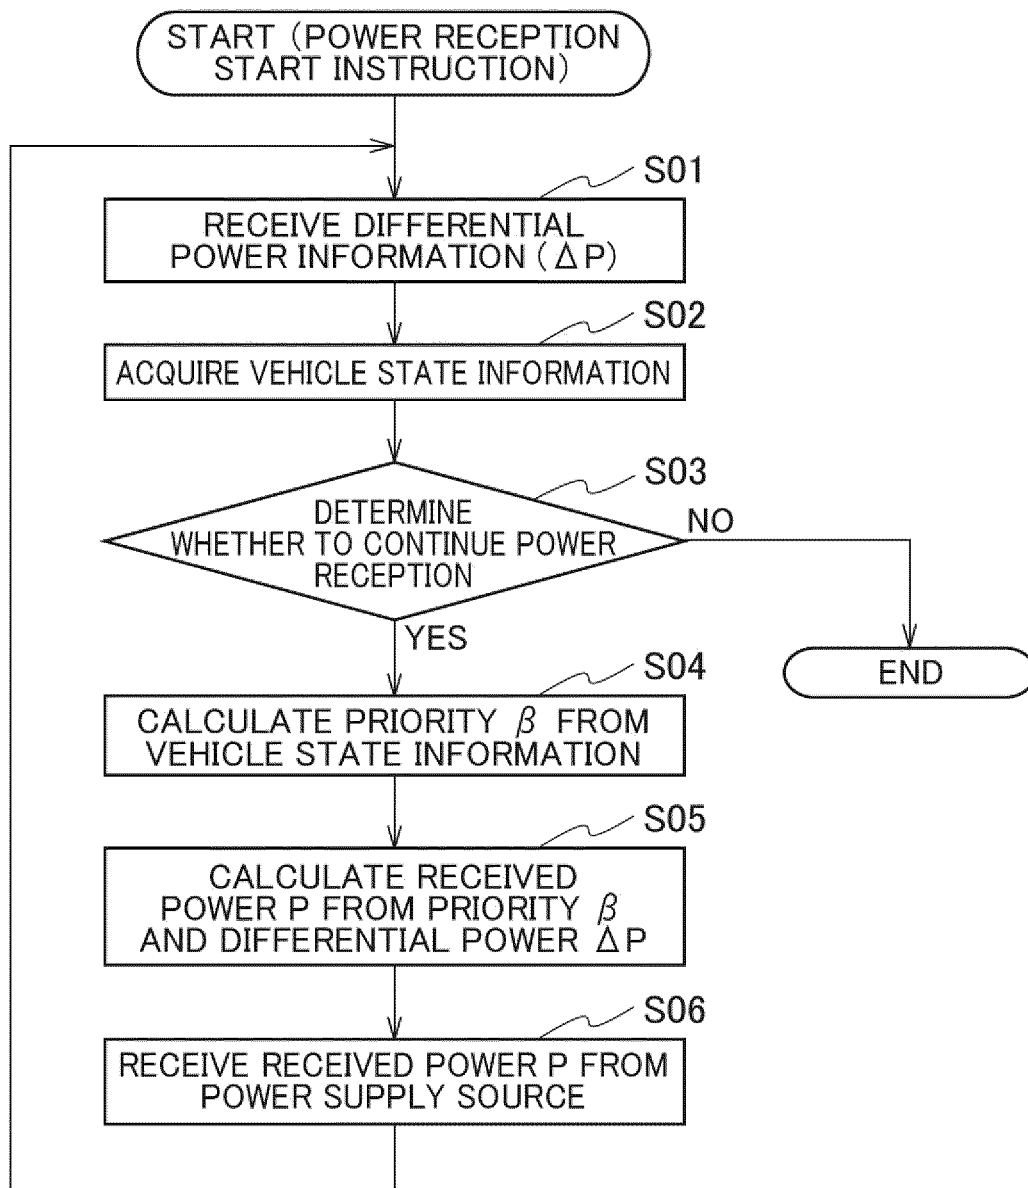 START (POWER RECEPTION
START INSTRUCTION)
S01
RECEIVE DIFFERENTIAL
POWER INFORMATION (ΔP)
S02
ACQUIRE VEHICLE STATE INFORMATION
S03
DETERMINE
WHETHER TO CONTINUE POWER
RECEPTION
NO
YES
END
S04
CALCULATE PRIORITY β FROM
VEHICLE STATE INFORMATION
S05
CALCULATE RECEIVED
POWER P FROM PRIORITY β
AND DIFFERENTIAL POWER ΔP
S06
RECEIVE RECEIVED POWER P FROM
POWER SUPPLY SOURCE